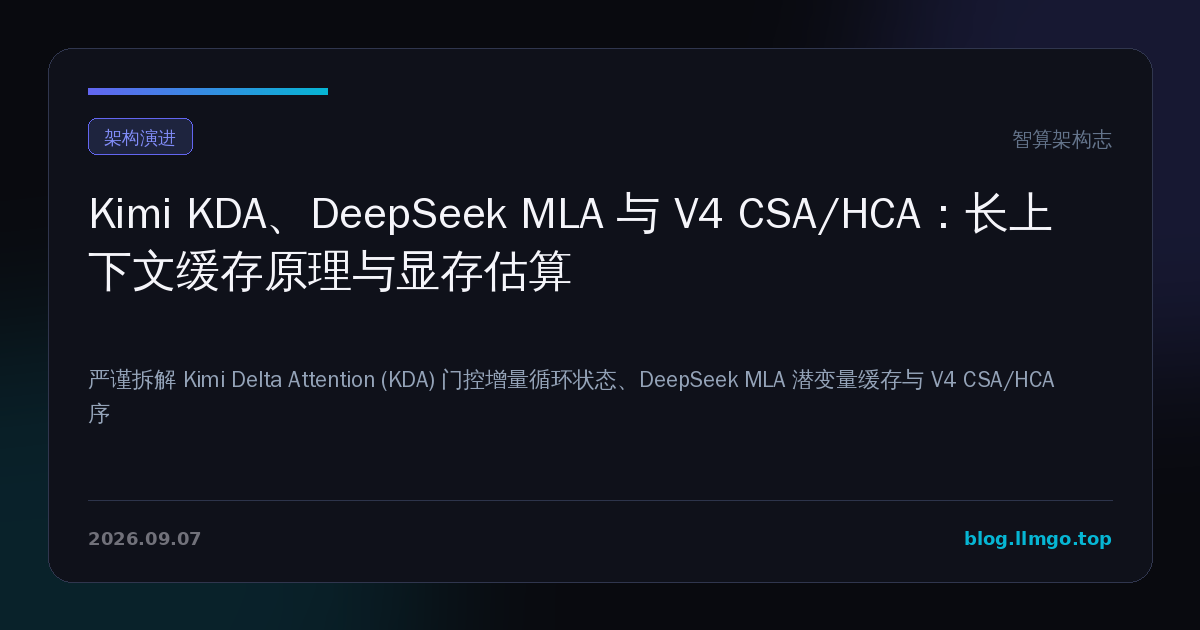 架构演进
智算架构志
Kimi KDA、DeepSeek MLA 与 V4 CSA/HCA：长上
下文缓存原理与显存估算
严谨拆解 Kimi Delta Attention (KDA) 门控增量循环状态、DeepSeek MLA 潜变量缓存与 V4 CSA/HCA
序
2026.09.07
blog.llmgo.top